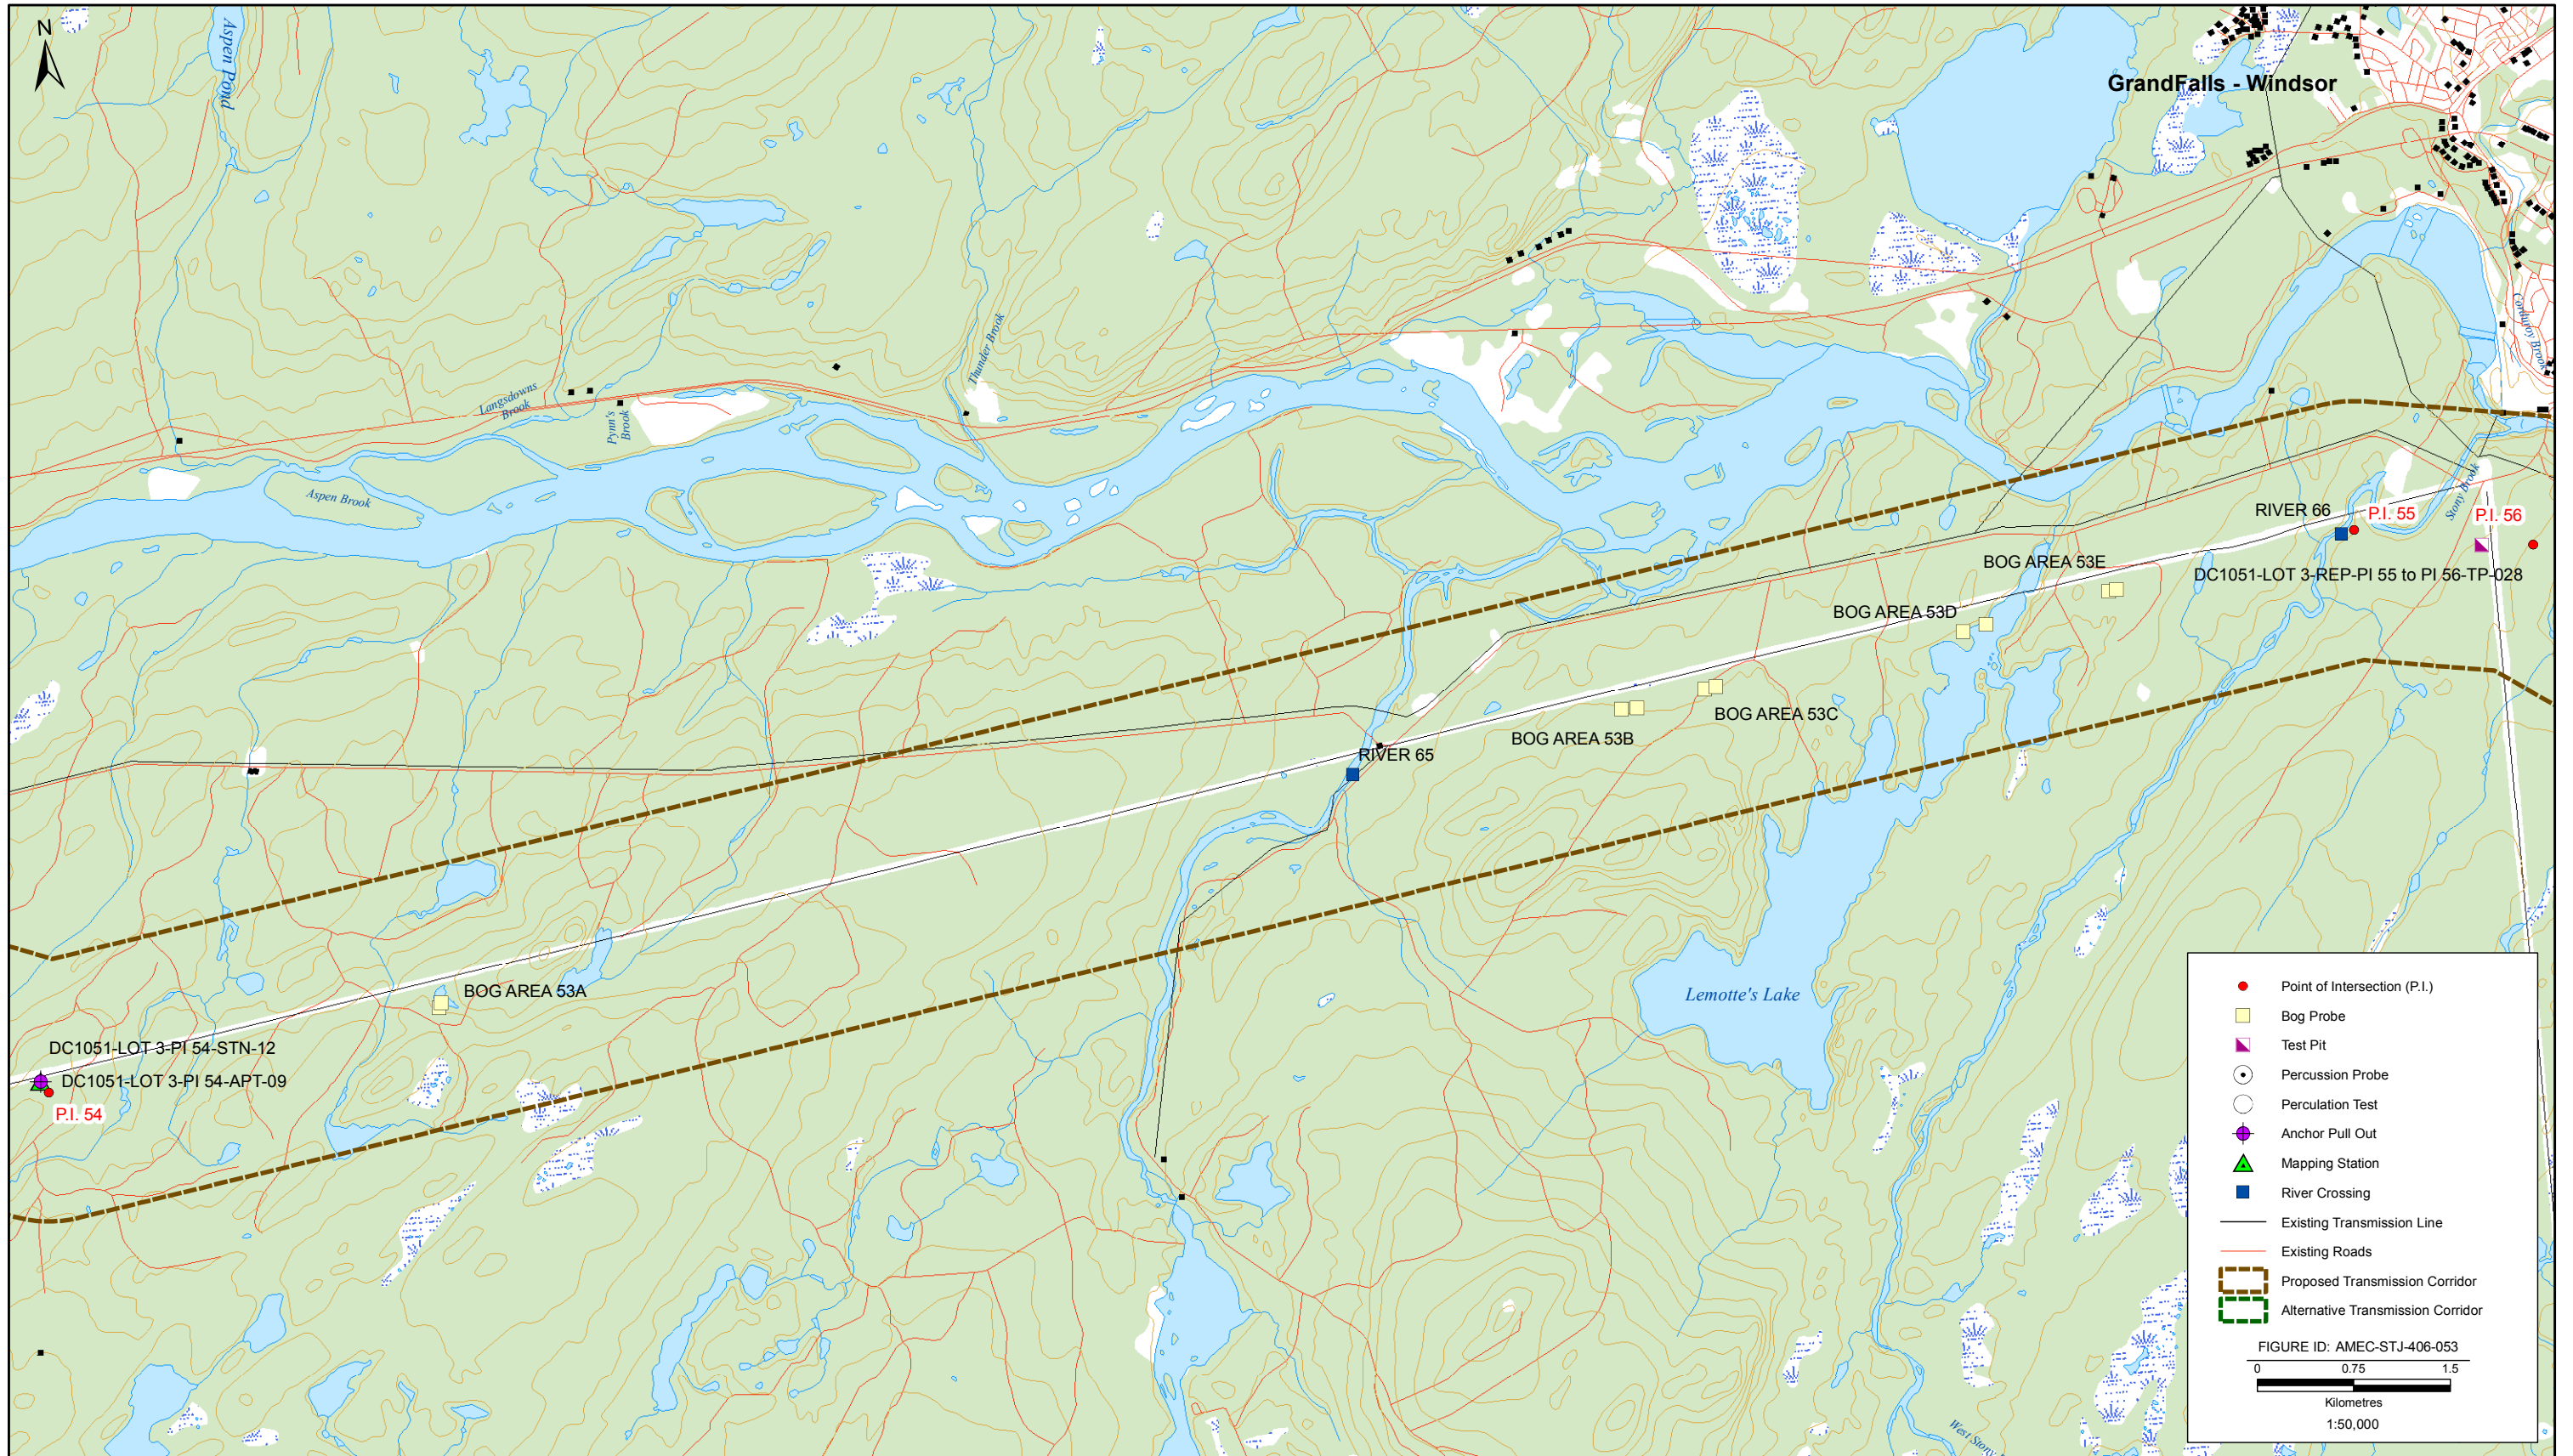 N
Aspen Pond
GrandFalls - Windsor
Corduroy Brook
Thunder Brook
Langsdowns
Brook
Pynn's
Brook
Aspen Brook
Stony Brook
RIVER 66
P.I. 55
P.I. 56
BOG AREA 53E
DC1051-LOT 3-REP-PI 55 to PI 56-TP-028
BOG AREA 53D
BOG AREA 53C
BOG AREA 53B
RIVER 65
BOG AREA 53A
Lemotte's Lake
DC1051-LOT 3-PI 54-STN-12
DC1051-LOT 3-PI 54-APT-09
P.I. 54
West Stony
Point of Intersection (P.I.)
Bog Probe
Test Pit
Percussion Probe
Perculation Test
Anchor Pull Out
Mapping Station
River Crossing
Existing Transmission Line
Existing Roads
Proposed Transmission Corridor
Alternative Transmission Corridor
FIGURE ID: AMEC-STJ-406-053
0 0.75 1.5
Kilometres
1:50,000